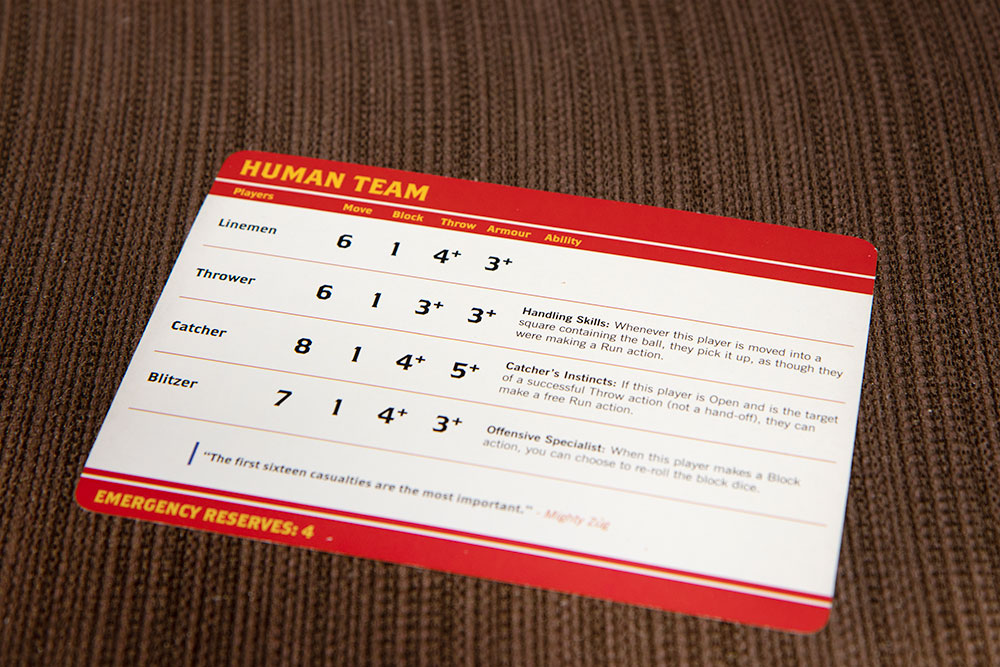 HUMAN TEAM
Players Move Block Throw Armour Ability
Linemen 6 1 4+ 3+
Thrower 6 1 3+ 3+ Handling Skills: Whenever this player is moved into a
square containing the ball, they pick it up, as though they
were making a Run action.
Catcher 8 1 4+ 5+ Catcher's Instincts: If this player is Open and is the target
of a successful Throw action (not a hand-off), they can
make a free Run action.
Blitzer 7 1 4+ 3+ Offensive Specialist: When this player makes a Block
action, you can choose to re-roll the block dice.
"The first sixteen casualties are the most important." - Mighty Zug
EMERGENCY RESERVES: 4